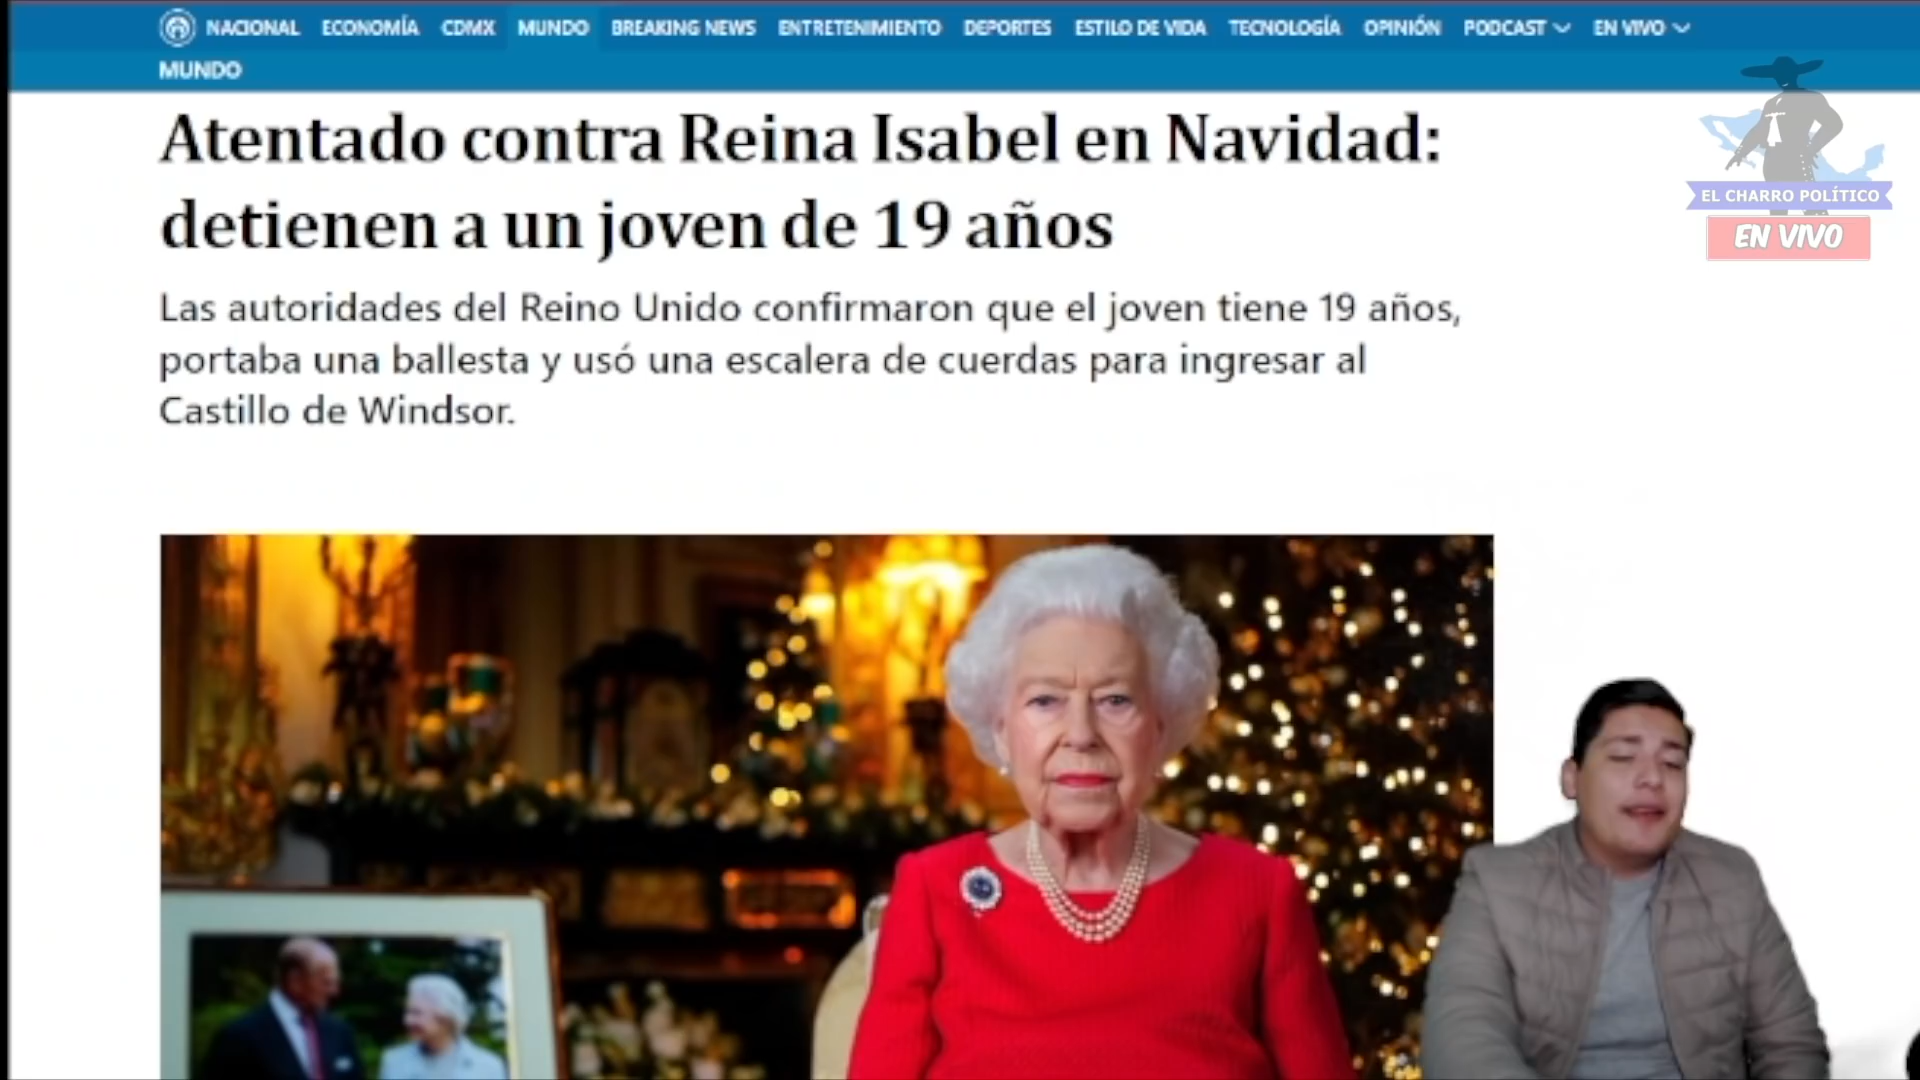 NACIONAL ECONOMÍA CDMX MUNDO BREAKING NEWS ENTRETENIMIENTO DEPORTES ESTILO DE VIDA TECNOLOGÍA OPINIÓN PODCAST EN VIVO
MUNDO
Atentado contra Reina Isabel en Navidad:
detienen a un joven de 19 años
Las autoridades del Reino Unido confirmaron que el joven tiene 19 años,
portaba una ballesta y usó una escalera de cuerdas para ingresar al
Castillo de Windsor.
EL CHARRO POLÍTICO
EN VIVO